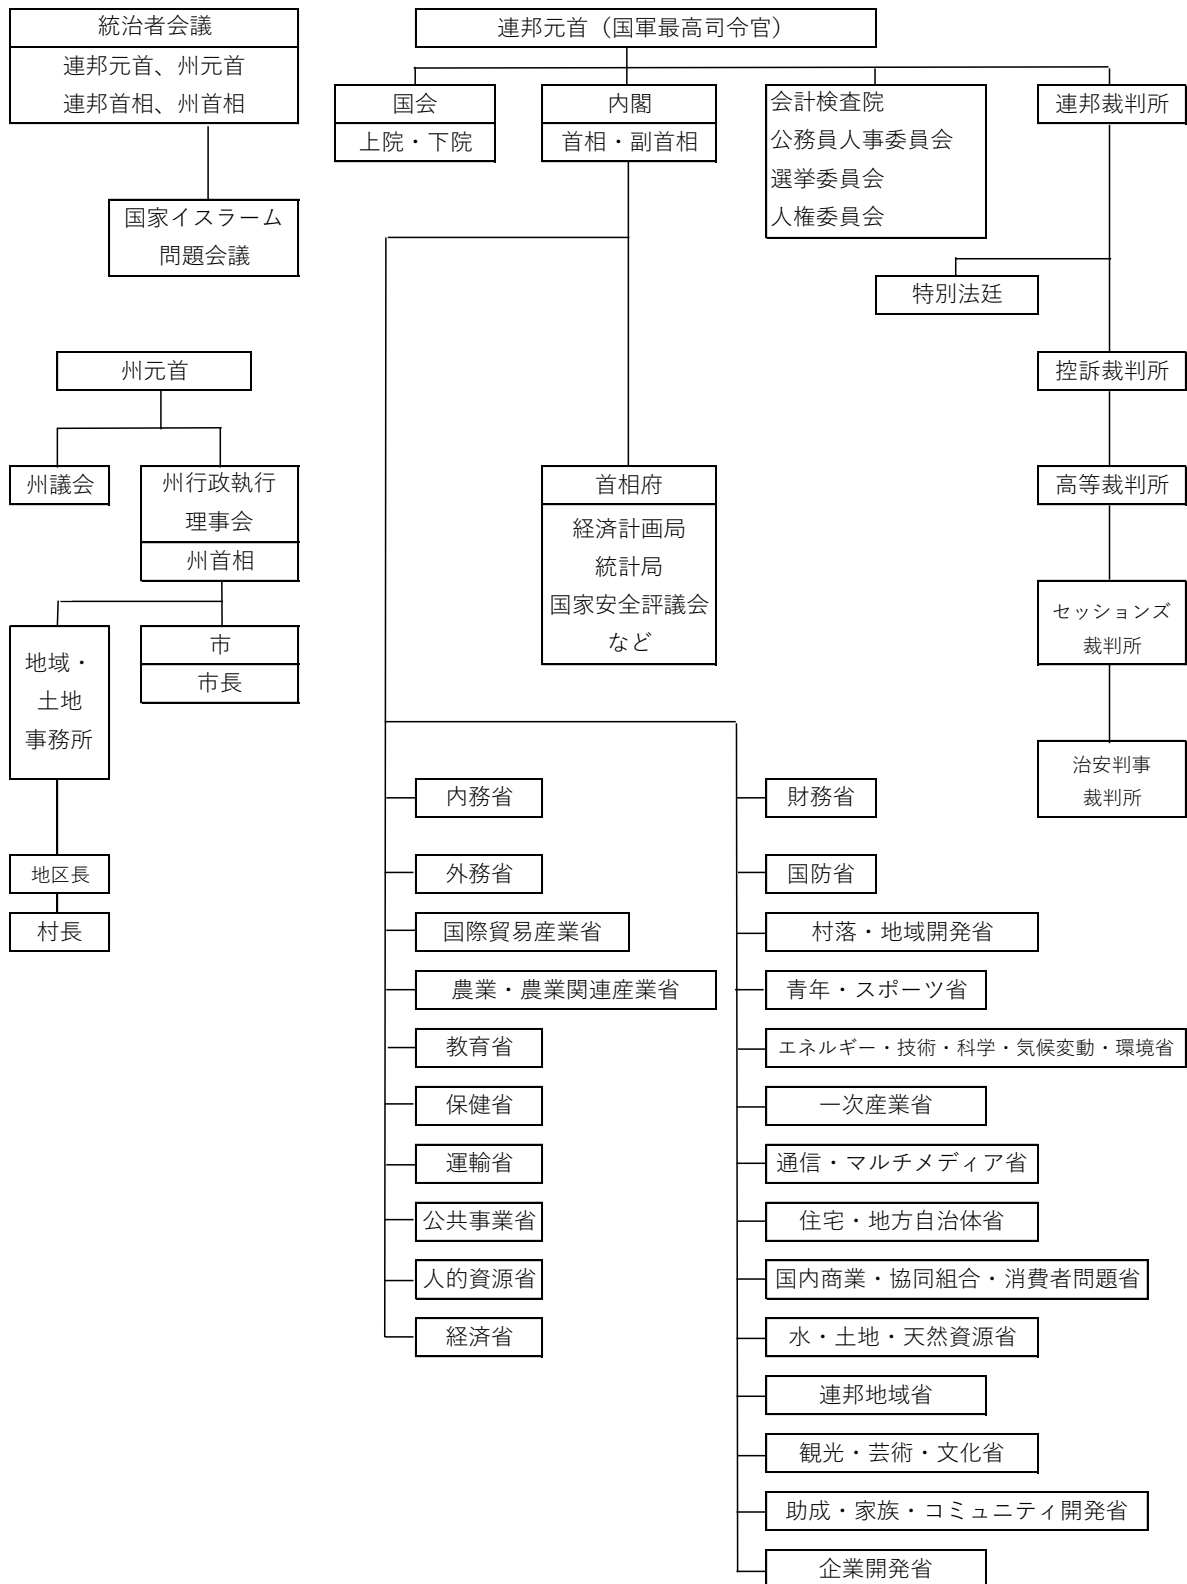 統治者会議
連邦元首、州元首
連邦首相、州首相
国家イスラーム
問題会議
連邦元首（国軍最高司令官）
国会
上院・下院
内閣
首相・副首相
会計検査院
公務員人事委員会
選挙委員会
人権委員会
連邦裁判所
特別法廷
控訴裁判所
高等裁判所
セッションズ
裁判所
治安判事
裁判所
州元首
州議会
州行政執行
理事会
州首相
地域・
土地
事務所
市
市長
地区長
村長
首相府
経済計画局
統計局
国家安全評議会
など
内務省
外務省
国際貿易産業省
農業・農業関連産業省
教育省
保健省
運輸省
公共事業省
人的資源省
経済省
財務省
国防省
村落・地域開発省
青年・スポーツ省
エネルギー・技術・科学・気候変動・環境省
一次産業省
通信・マルチメディア省
住宅・地方自治体省
国内商業・協同組合・消費者問題省
水・土地・天然資源省
連邦地域省
観光・芸術・文化省
助成・家族・コミュニティ開発省
企業開発省